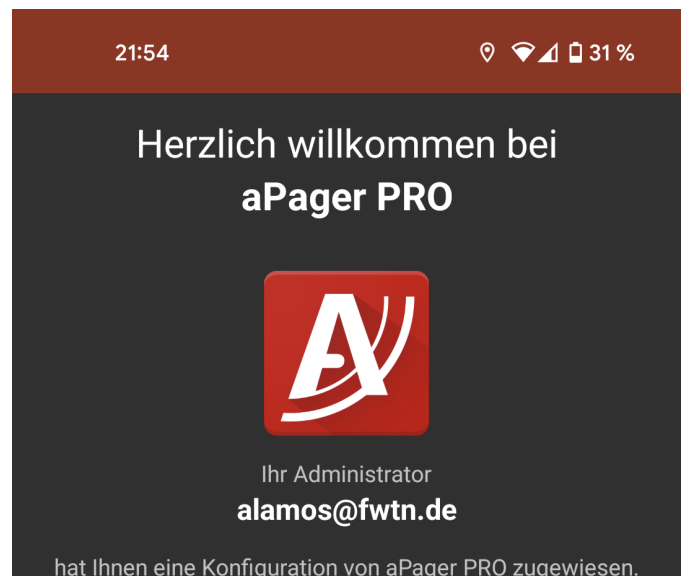 21:54 31 %
Herzlich willkommen bei
aPager PRO
A
Ihr Administrator
alamos@fwtn.de
hat Ihnen eine Konfiguration von aPager PRO zugewiesen.